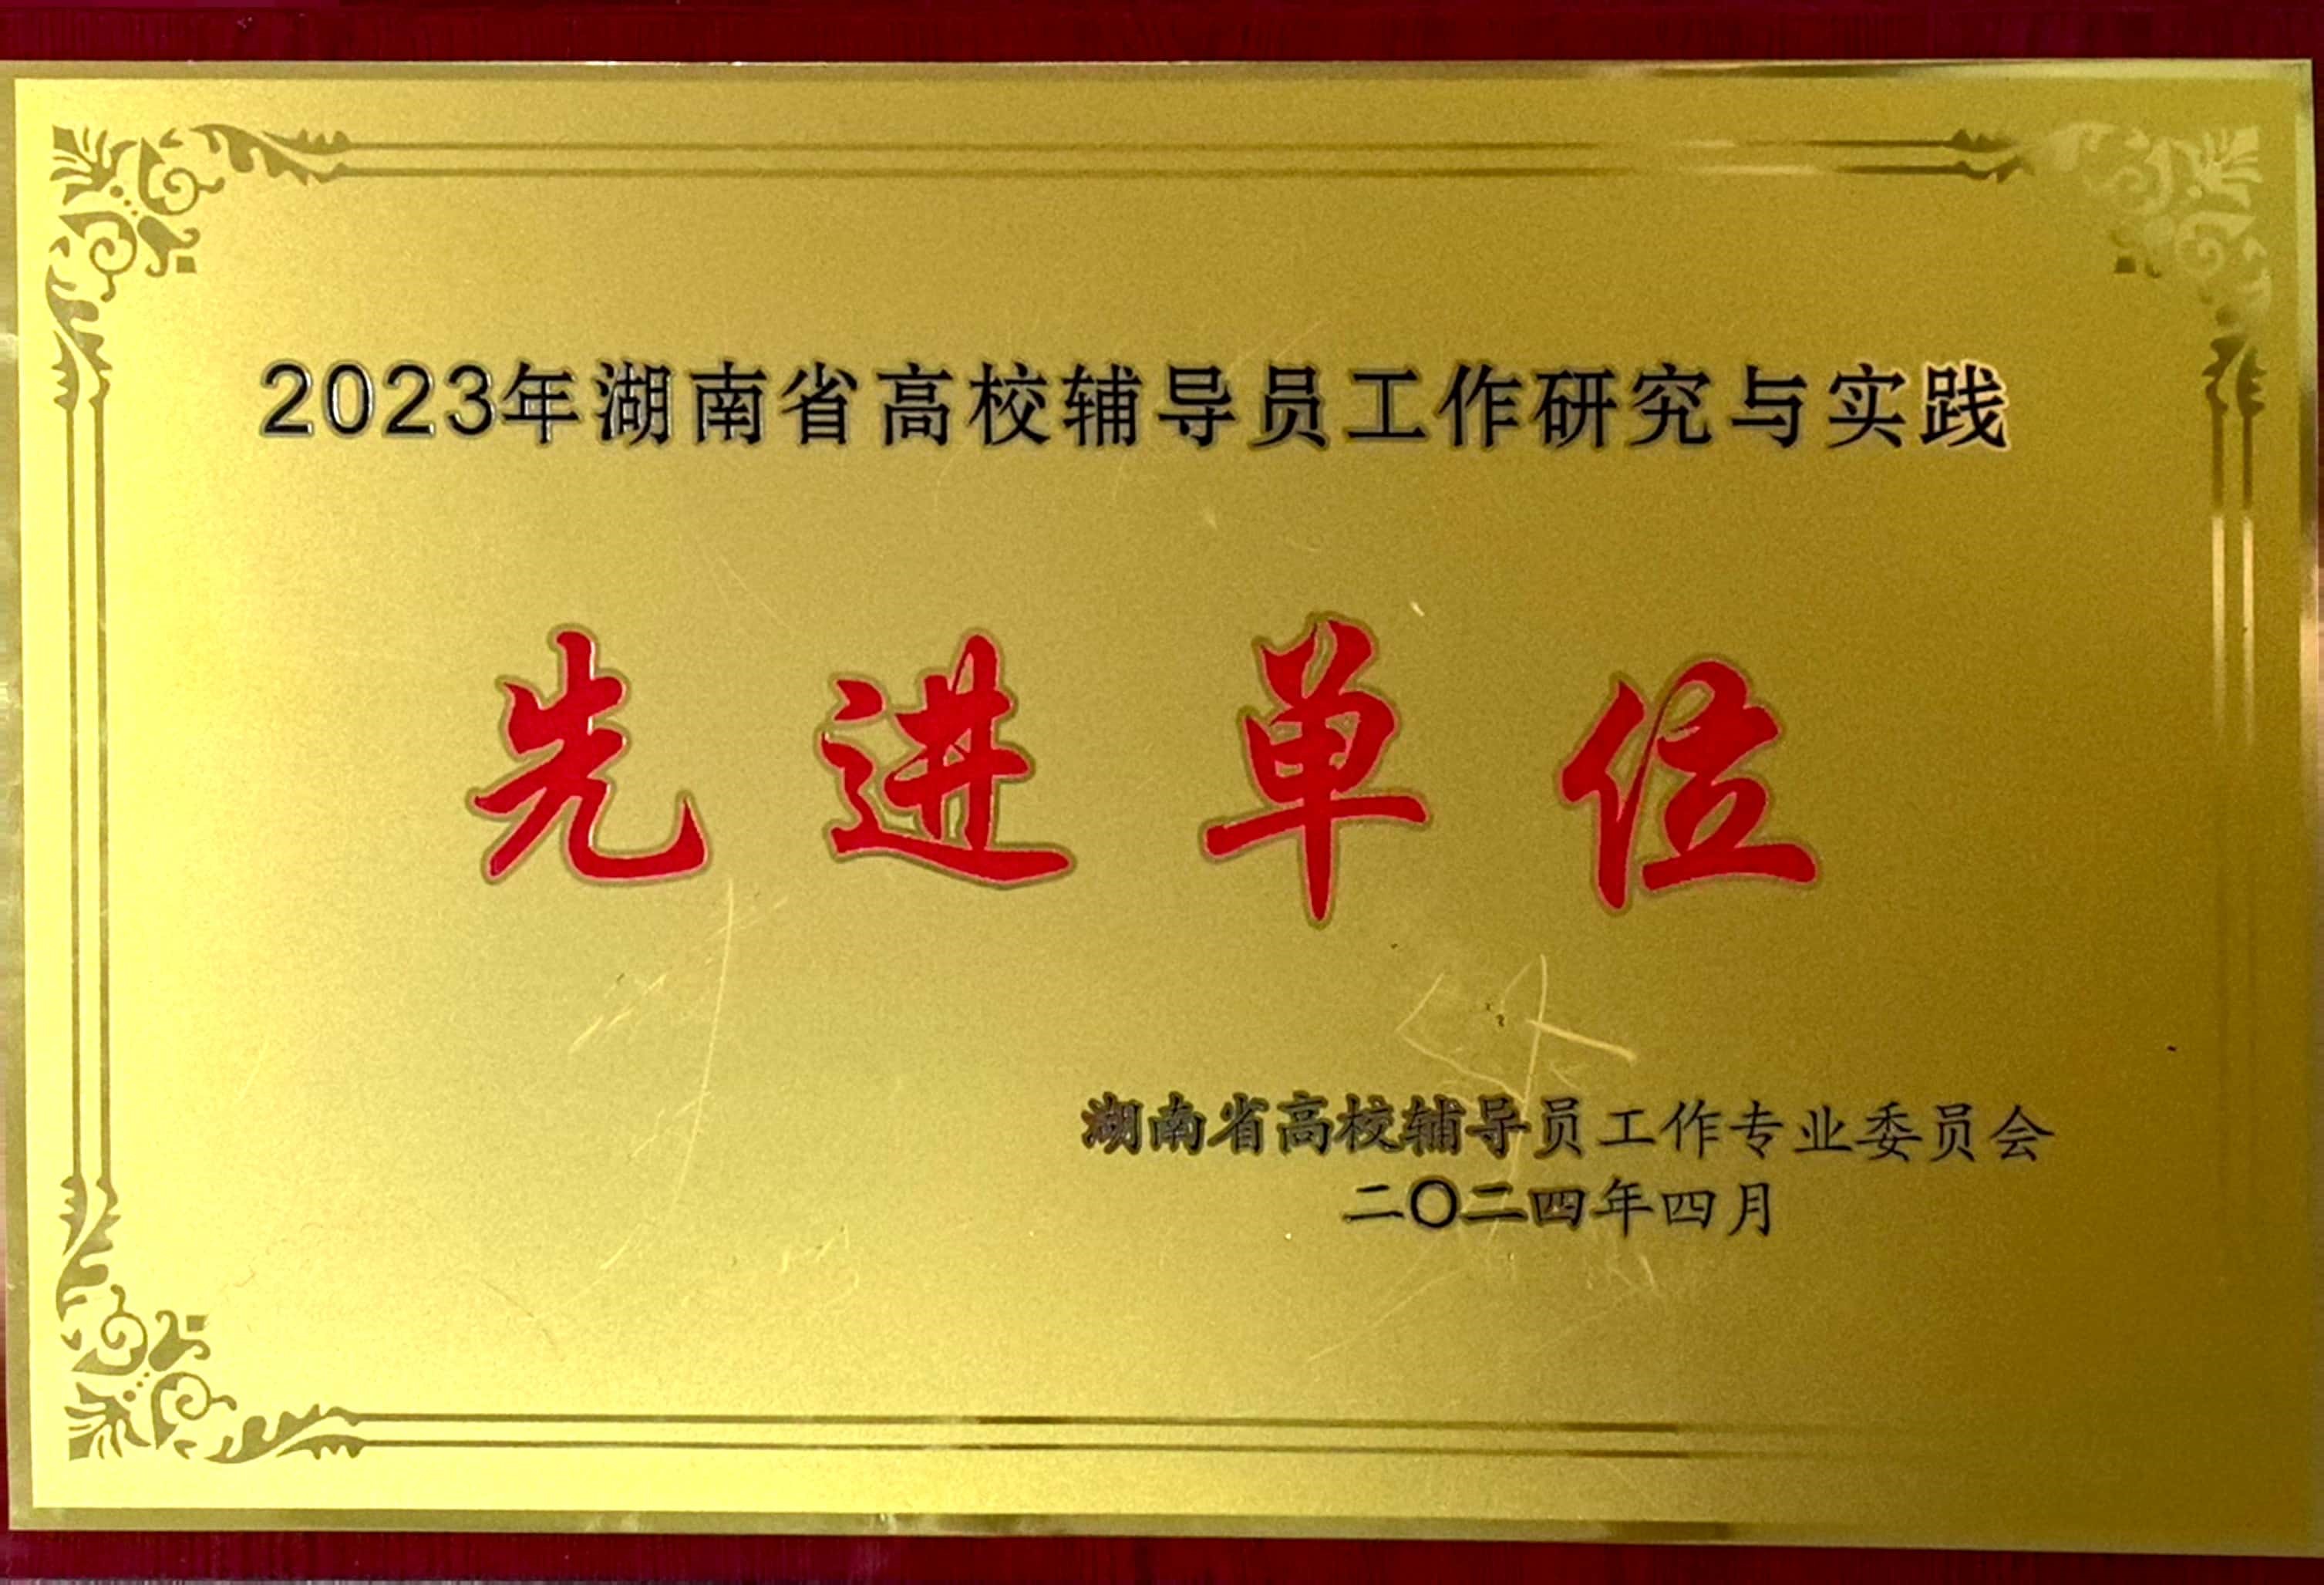 2023年湖南省高校辅导员工作研究与实践
先进单位
湖南省高校辅导员工作专业委员会
二〇二四年四月